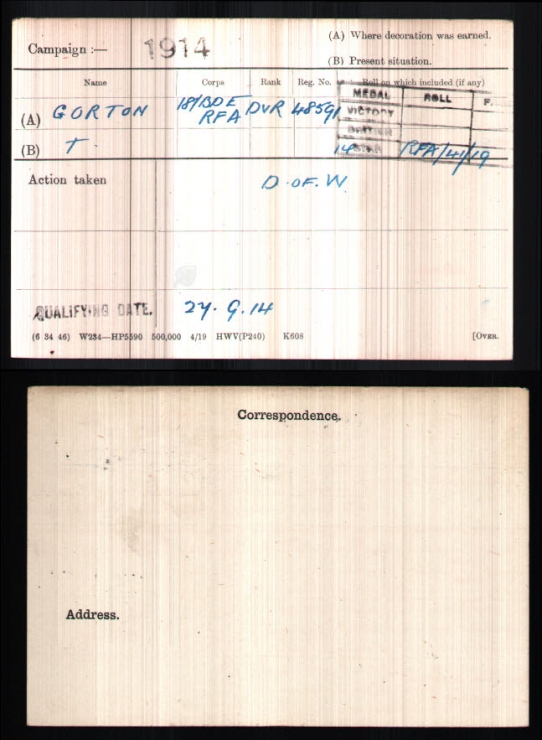 (A) Where decoration was earned.
Campaign :— 1914
(B) Present situation.
Name Corps Rank Reg. No. Roll on which included (if any)
MEDAL ROLL F.
(A) GORTON 18/BDE RFA DVR 48591
VICTORY
BRITISH
(B) T. 14 STAR RFA/41/19
Action taken D. OF. W.
QUALIFYING DATE. 27. 9. 14
(6 34 46) W234—HP5590 500,000 4/19 HWV(P240) K608 [OVER.
Correspondence.
Address.